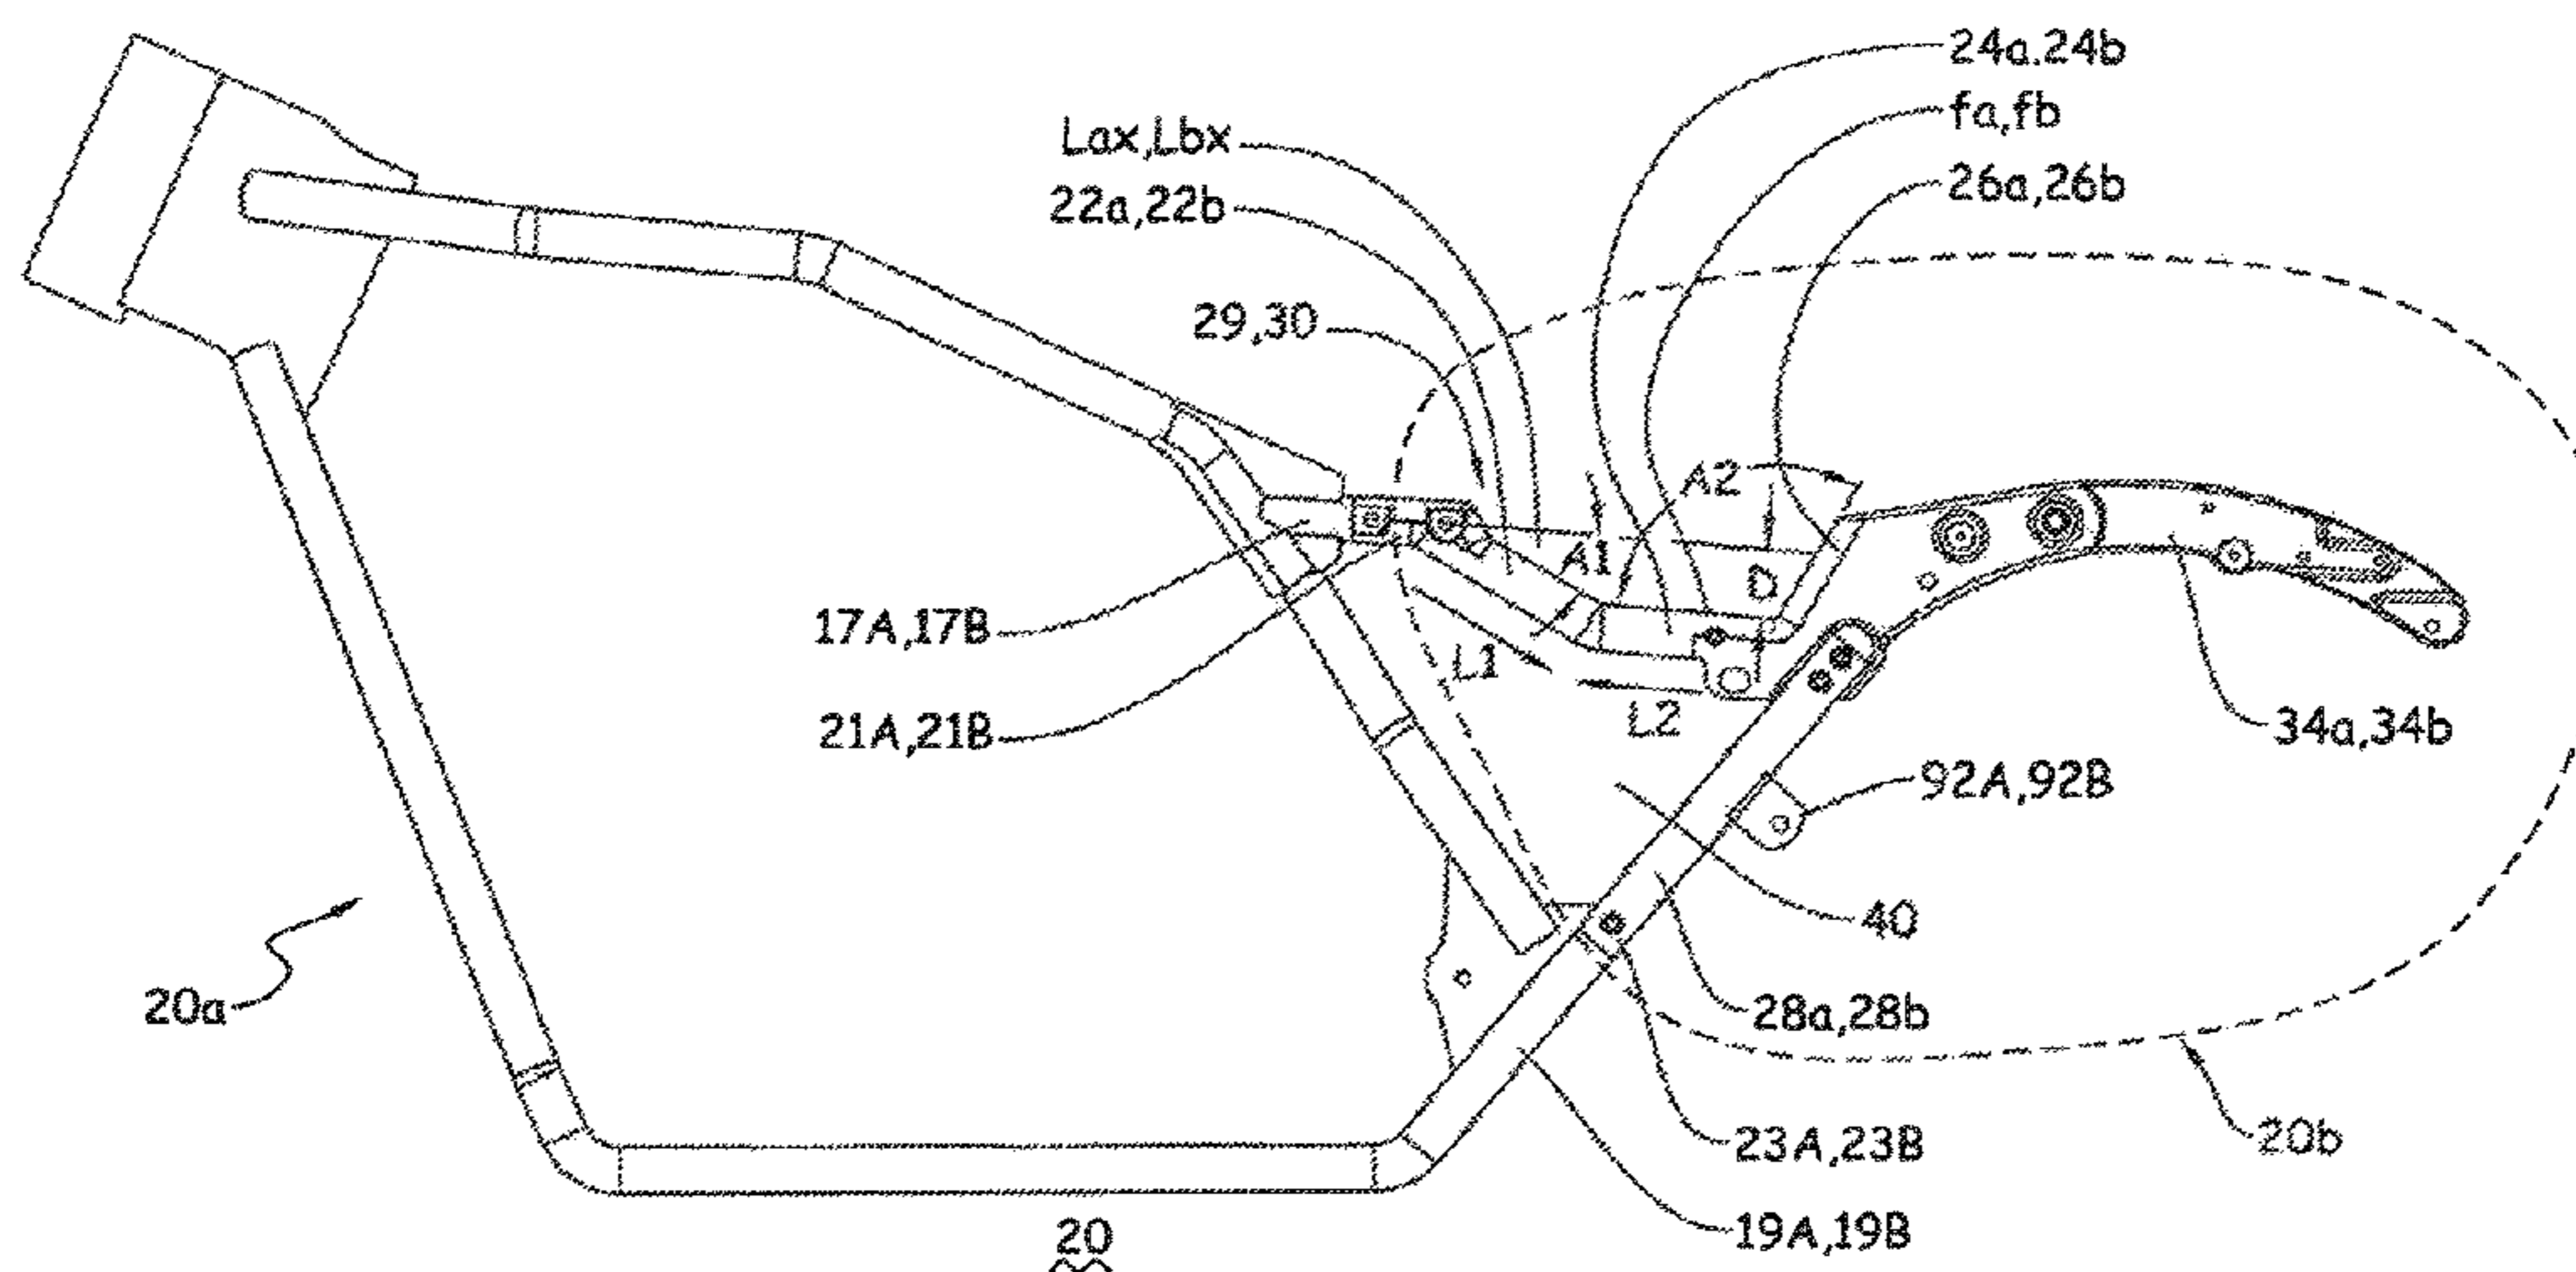 24a.24b
fa,fb
Lax,Lbx
26a,26b
22a,22b
29,30
A2
A1
D
17A,17B
L1
L2
21A,21B
34a,34b
92A,92B
40
20a
28a,28b
23A,23B
20b
19A,19B
20